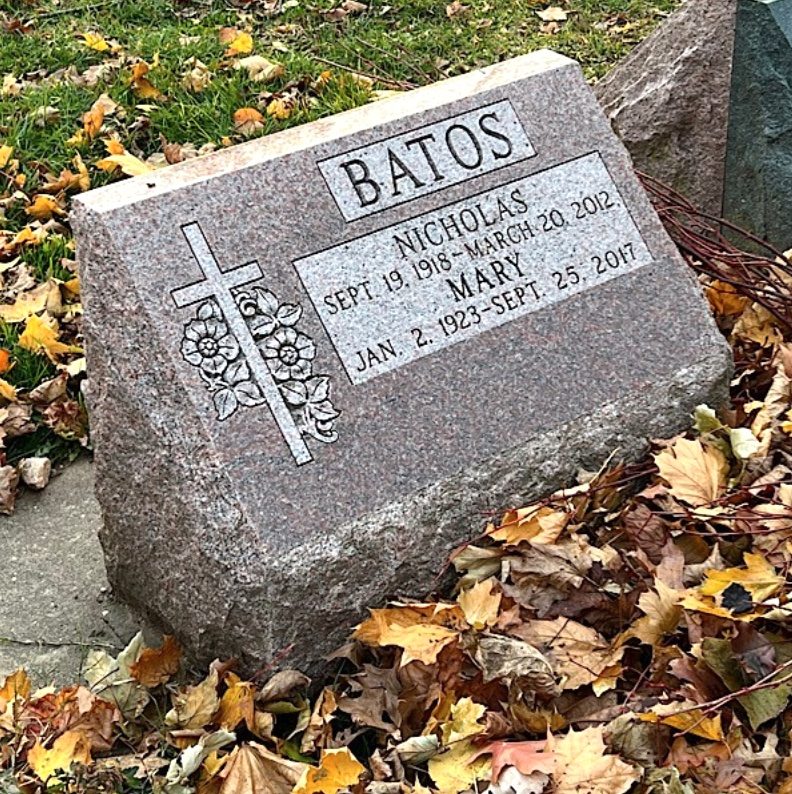 BATOS
NICHOLAS
SEPT. 19, 1918-MARCH 20, 2012
MARY
JAN. 2, 1923-SEPT. 25, 2017